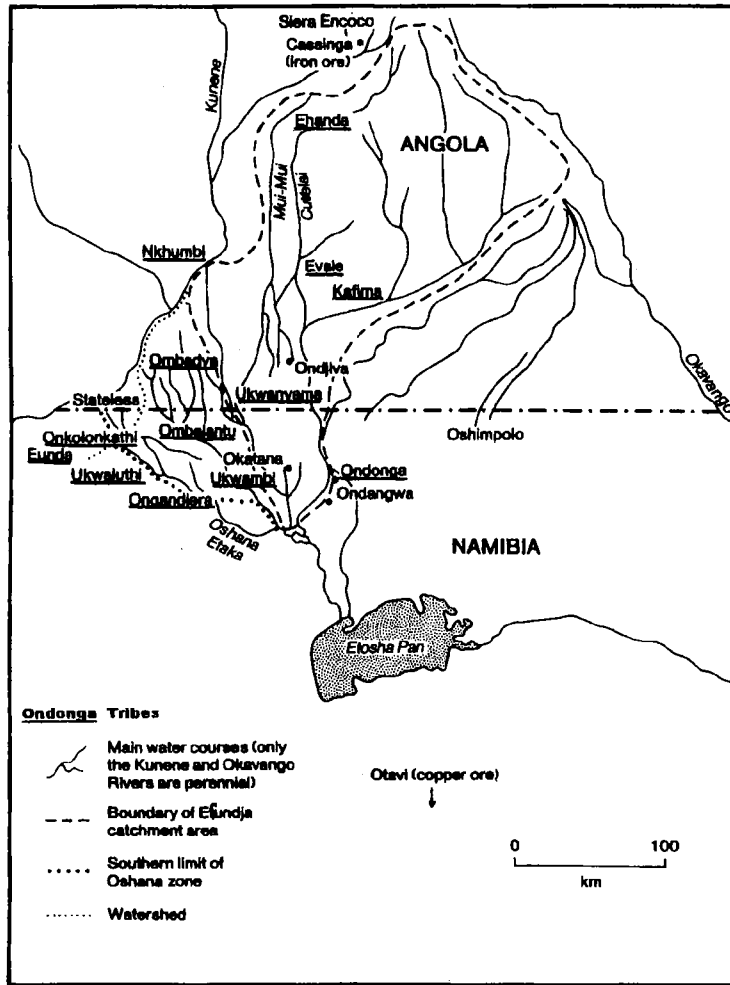 Siera Encoco
Cassinga
(iron ore)
Kunene
Ehanda
ANGOLA
Mui-Mui
Cutelai
Nkhumbi
Evale
Kafima
Ombadya
Ondjiva
Okavango
Ukwanyama
Stateless
Onkolonkathi
Ombalantu
Oshimpolo
Eunda
Okatana
Ukwaluthi
Ukwambi
Ondonga
Ongandjera
Ondangwa
Oshana
Etaka
NAMIBIA
Etosha Pan
Ondonga Tribes
Main water courses (only
the Kunene and Okavango
Rivers are perennial)
Otavi (copper ore)
Boundary of Efundja
catchment area
0 100
km
Southern limit of
Oshana zone
Watershed